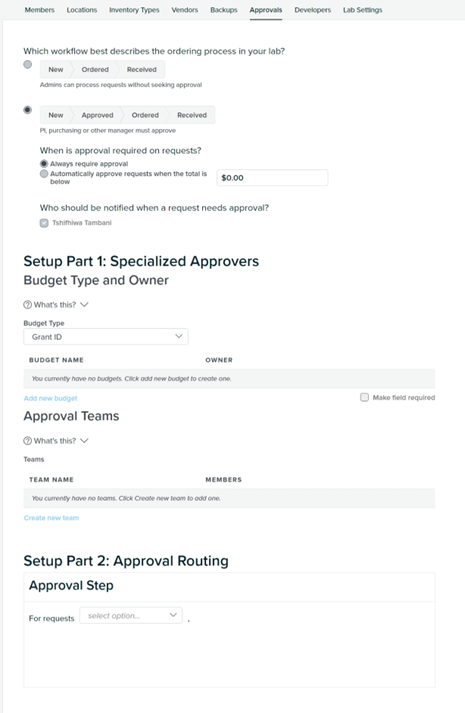 Members Locations Inventory Types Vendors Backups Approvals Developers Lab Settings
Which workflow best describes the ordering process in your lab?
New Ordered Received
Admins can process requests without seeking approval
New Approved Ordered Received
PI, purchasing or other manager must approve
When is approval required on requests?
Always require approval
Automatically approve requests when the total is
below
$0.00
Who should be notified when a request needs approval?
Tshifhiwa Tambani
Setup Part 1: Specialized Approvers
Budget Type and Owner
What's this?
Budget Type
Grant ID
BUDGET NAME OWNER
You currently have no budgets. Click add new budget to create one.
Add new budget Make field required
Approval Teams
What's this?
Teams
TEAM NAME MEMBERS
You currently have no teams. Click Create new team to add one.
Create new team
Setup Part 2: Approval Routing
Approval Step
For requests select option... .